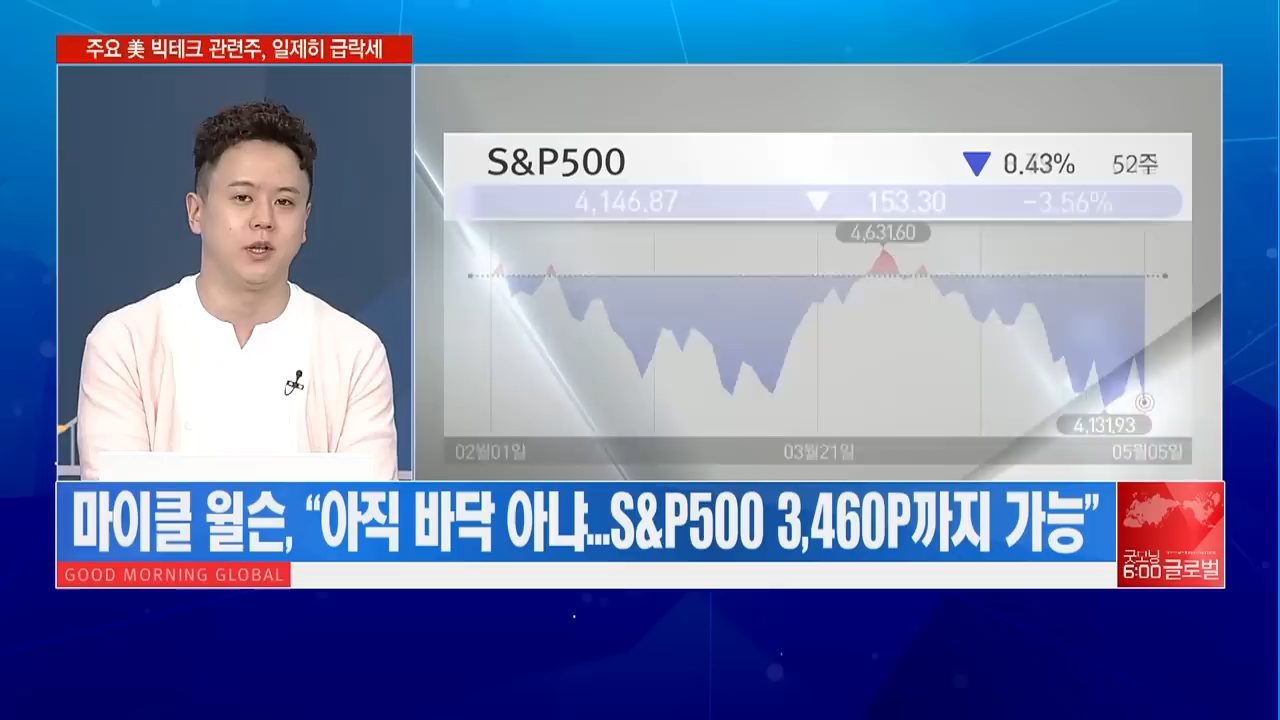 주요 美 빅테크 관련주, 일제히 급락세
S&P500
▼ 0.43% 52주
4,146.87 ▼ 153.30 -3.56%
4,631.60
4,131.93
02월01일 03월21일 05월05일
마이클 윌슨, “아직 바닥 아냐...S&P500 3,460P까지 가능”
GOOD MORNING GLOBAL
굿모닝
6:00 글로벌